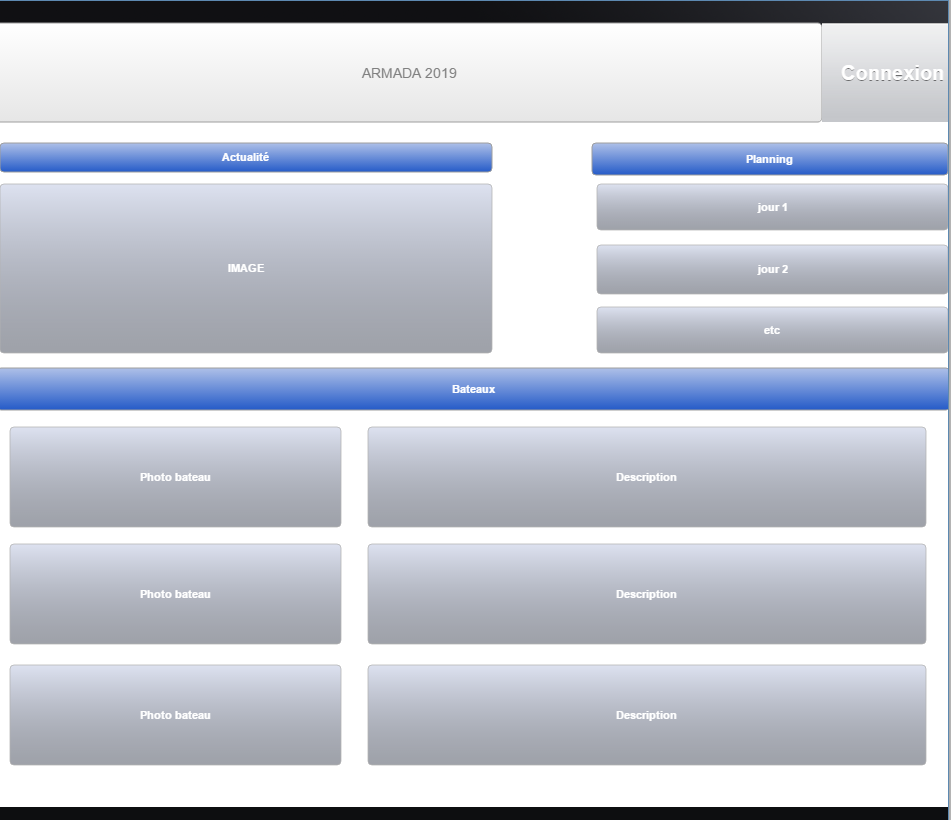 ARMADA 2019
Connexion
Actualité
Planning
IMAGE
jour 1
jour 2
etc
Bateaux
Photo bateau
Description
Photo bateau
Description
Photo bateau
Description